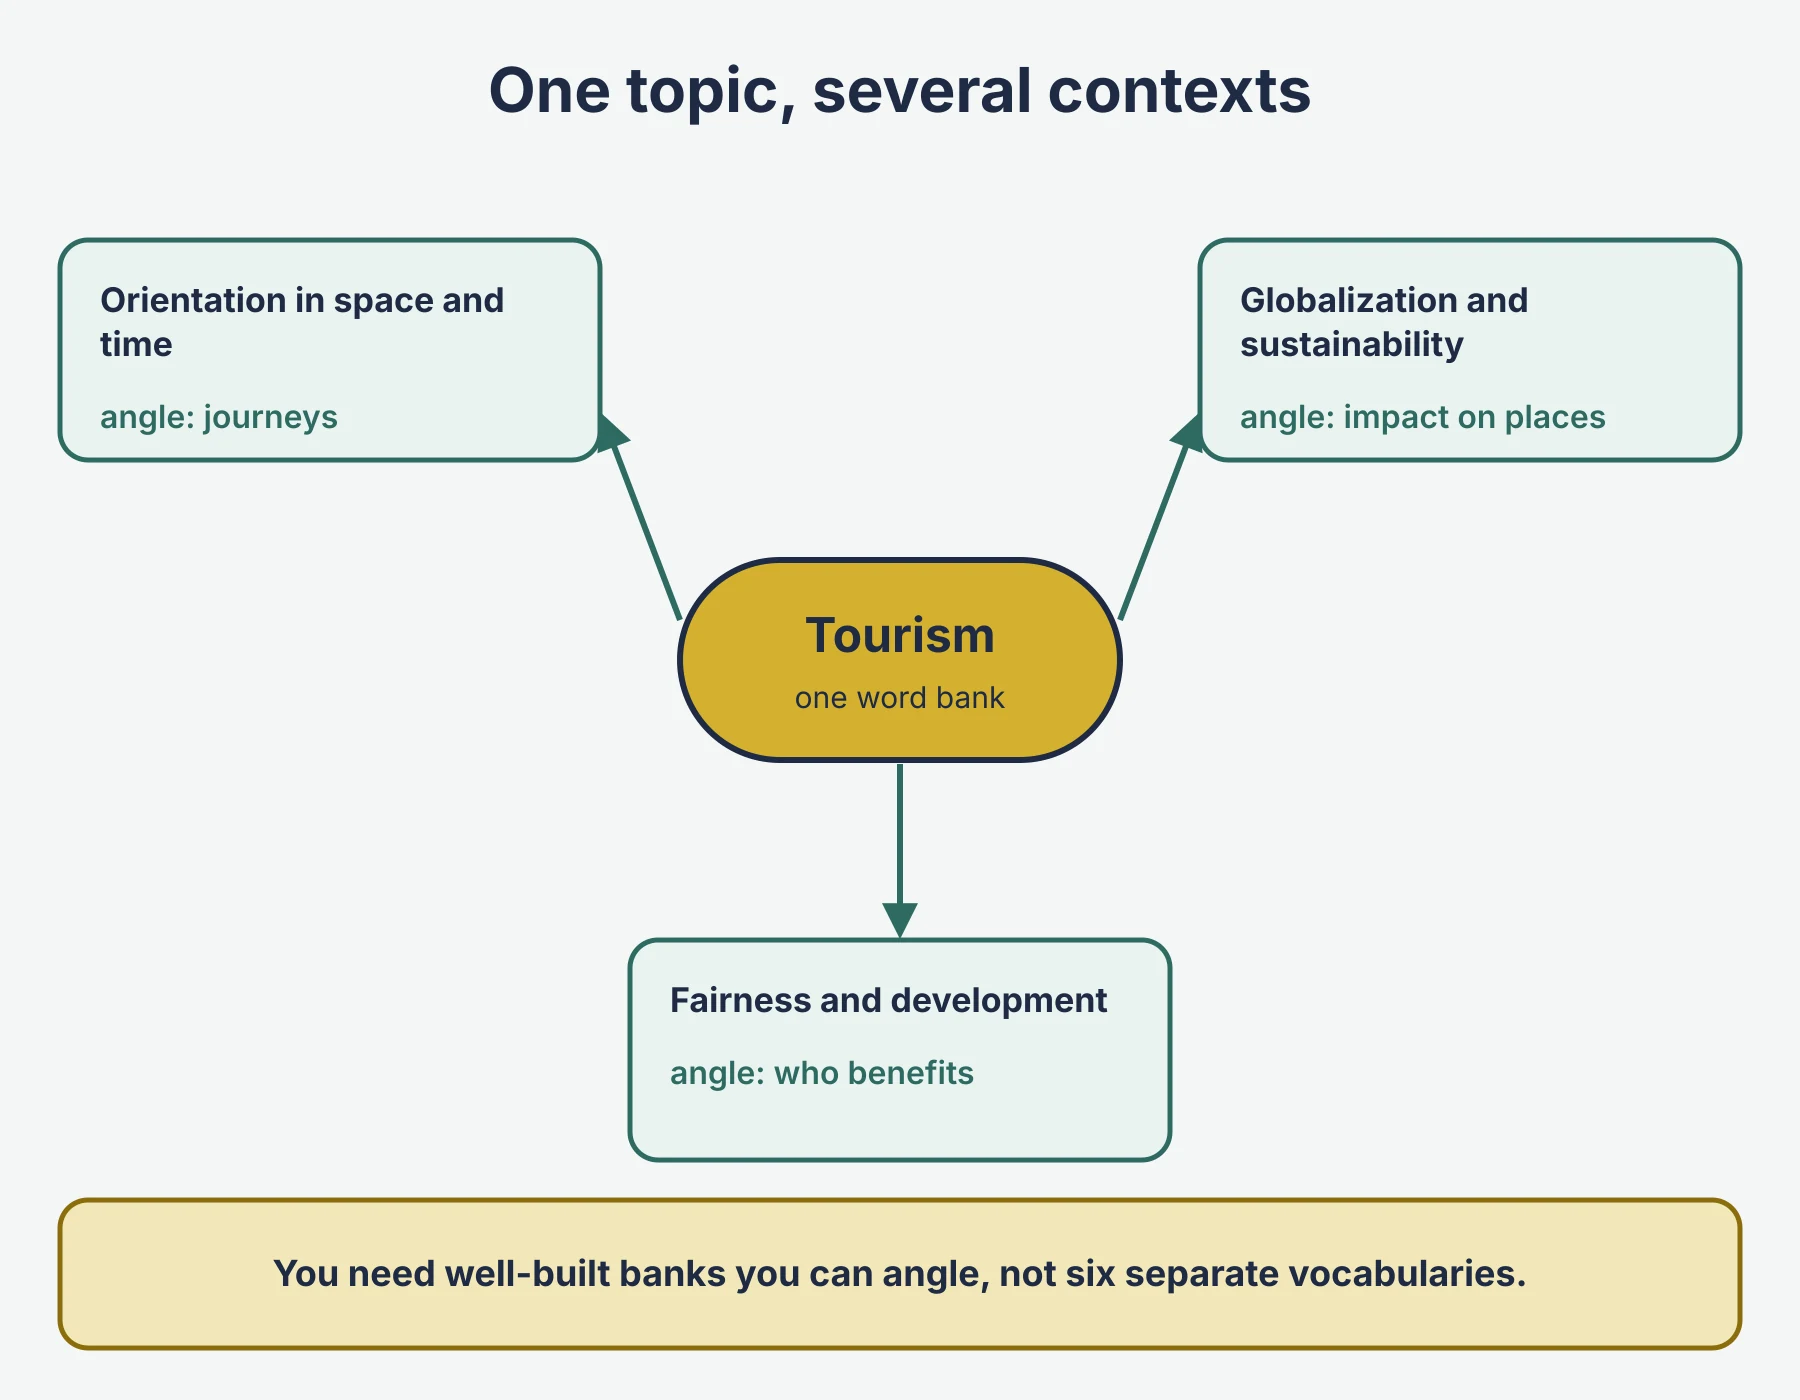 One topic, several contexts
Orientation in space and
time
angle: journeys
Globalization and
sustainability
angle: impact on places
Tourism
one word bank
Fairness and development
angle: who benefits
You need well-built banks you can angle, not six separate vocabularies.